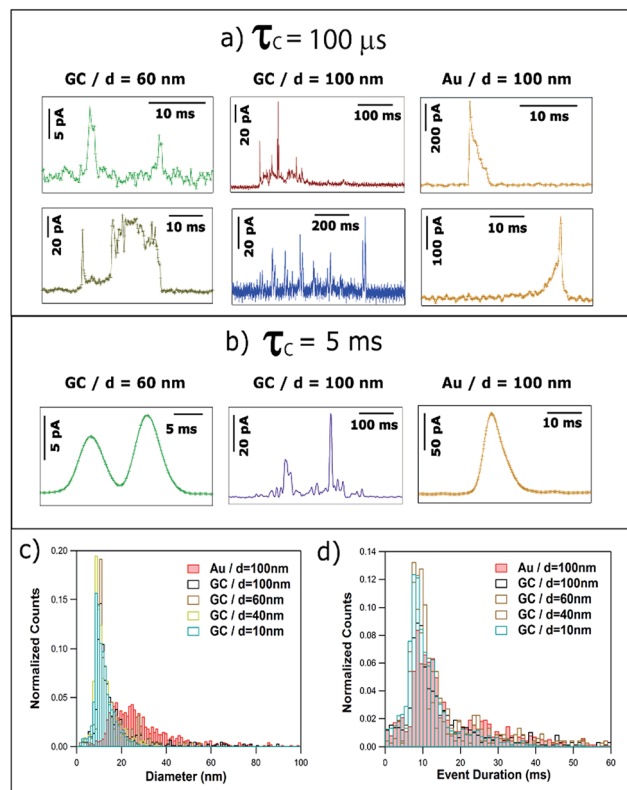 a) τc = 100 µs
GC / d = 60 nm
GC / d = 100 nm
Au / d = 100 nm
5 pA
10 ms
20 pA
100 ms
200 pA
10 ms
20 pA
10 ms
20 pA
200 ms
100 pA
10 ms
b) τc = 5 ms
GC / d = 60 nm
GC / d = 100 nm
Au / d = 100 nm
5 pA
5 ms
20 pA
100 ms
50 pA
10 ms
c)
0.20
0.15
0.10
0.05
0.00
Normalized Counts
Au / d=100nm
GC / d=100nm
GC / d=60nm
GC / d=40nm
GC / d=10nm
0 20 40 60 80 100
Diameter (nm)
d)
0.14
0.12
0.10
0.08
0.06
0.04
0.02
0.00
Normalized Counts
Au / d=100nm
GC / d=100nm
GC / d=60nm
GC / d=40nm
GC / d=10nm
0 10 20 30 40 50 60
Event Duration (ms)